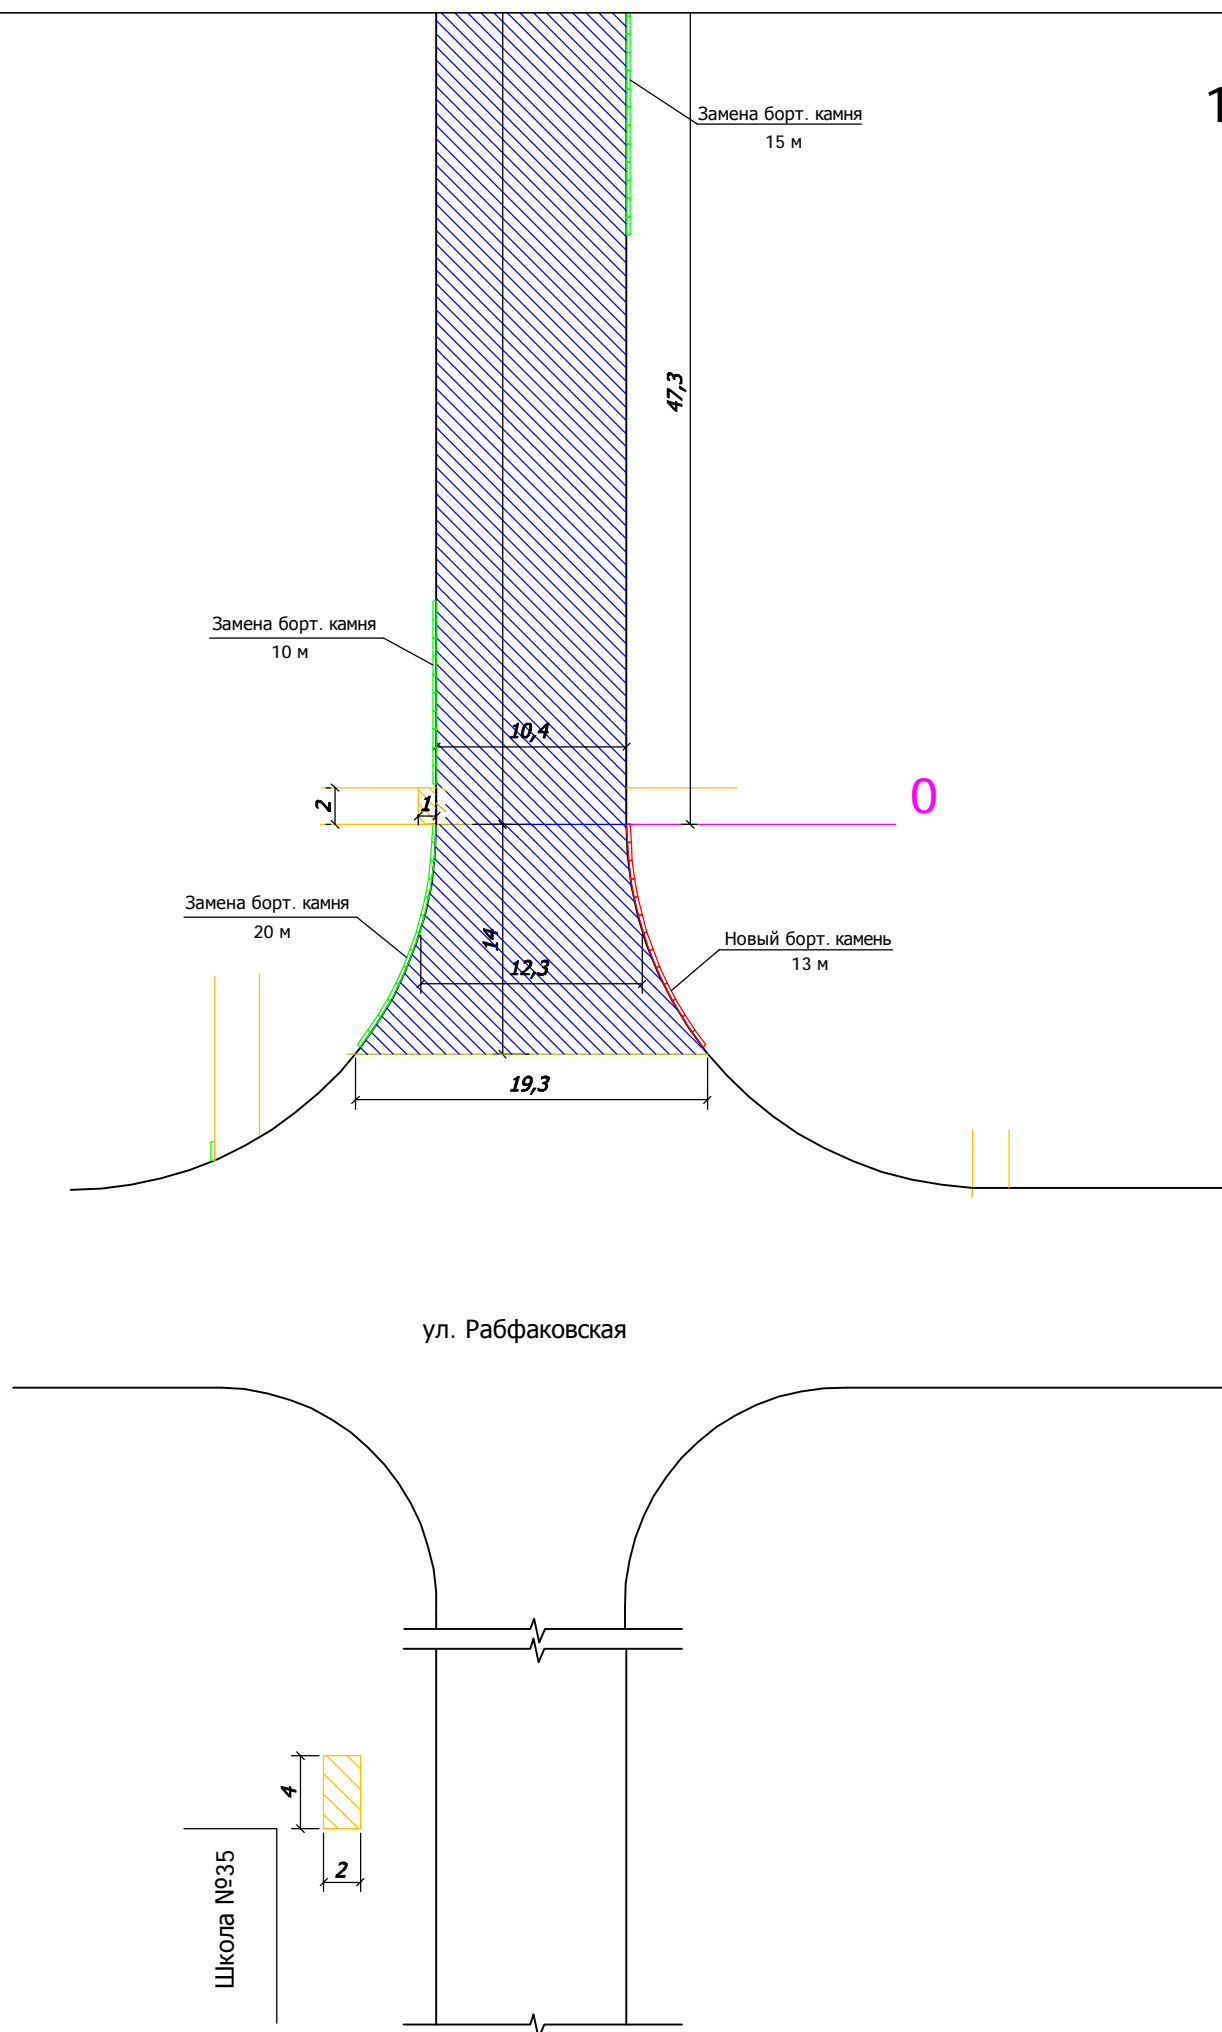 1
Замена борт. камня
15 м
47,3
Замена борт. камня
10 м
10,4
2
1
0
Замена борт. камня
20 м
14
Новый борт. камень
13 м
12,3
19,3
ул. Рабфаковская
4
2
Школа №35